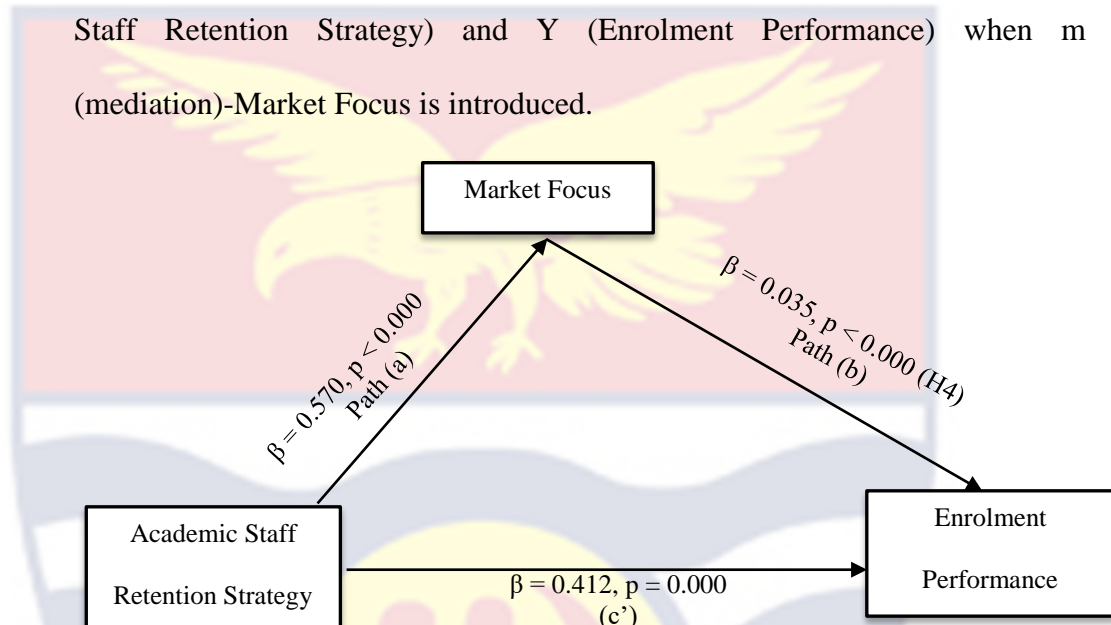 Staff Retention Strategy) and Y (Enrolment Performance) when m
(mediation)-Market Focus is introduced.
Market Focus
β = 0.570, p < 0.000
Path (a)
β = 0.035, p < 0.000 (H4)
Path (b)
Academic Staff
Retention Strategy
β = 0.412, p = 0.000
(c’)
Enrolment
Performance